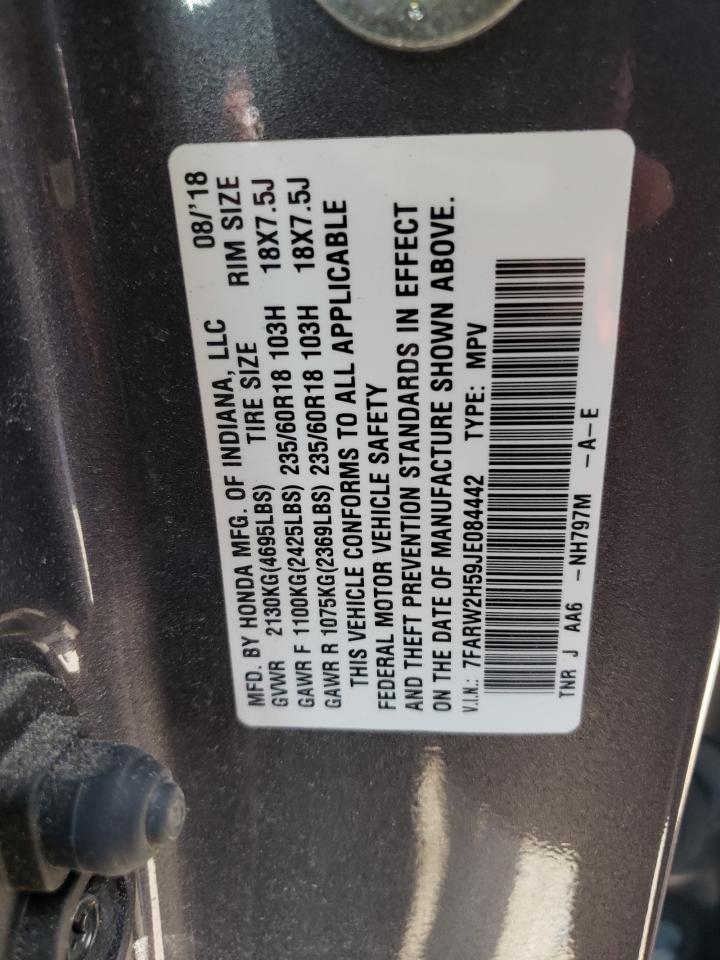 MFD. BY HONDA MFG. OF INDIANA, LLC 08/'18
GVWR 2130KG(4695LBS) TIRE SIZE RIM SIZE
GAWR F 1100KG(2425LBS) 235/60R18 103H 18X7.5J
GAWR R 1075KG(2369LBS) 235/60R18 103H 18X7.5J
THIS VEHICLE CONFORMS TO ALL APPLICABLE
FEDERAL MOTOR VEHICLE SAFETY
AND THEFT PREVENTION STANDARDS IN EFFECT
ON THE DATE OF MANUFACTURE SHOWN ABOVE.
V.I.N.: 7FARW2H59JE084442 TYPE: MPV
TNR J AA6 -NH797M -A-E